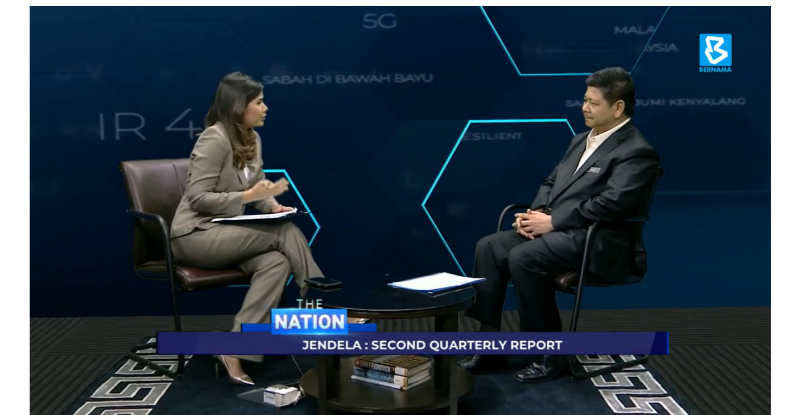 5G
MALA
YSIA
BERNAMA
SABAH DI BAWAH BAYU
BUMI KENYALANG
IR 4
ESILIENT
THE
NATION
JENDELA : SECOND QUARTERLY REPORT